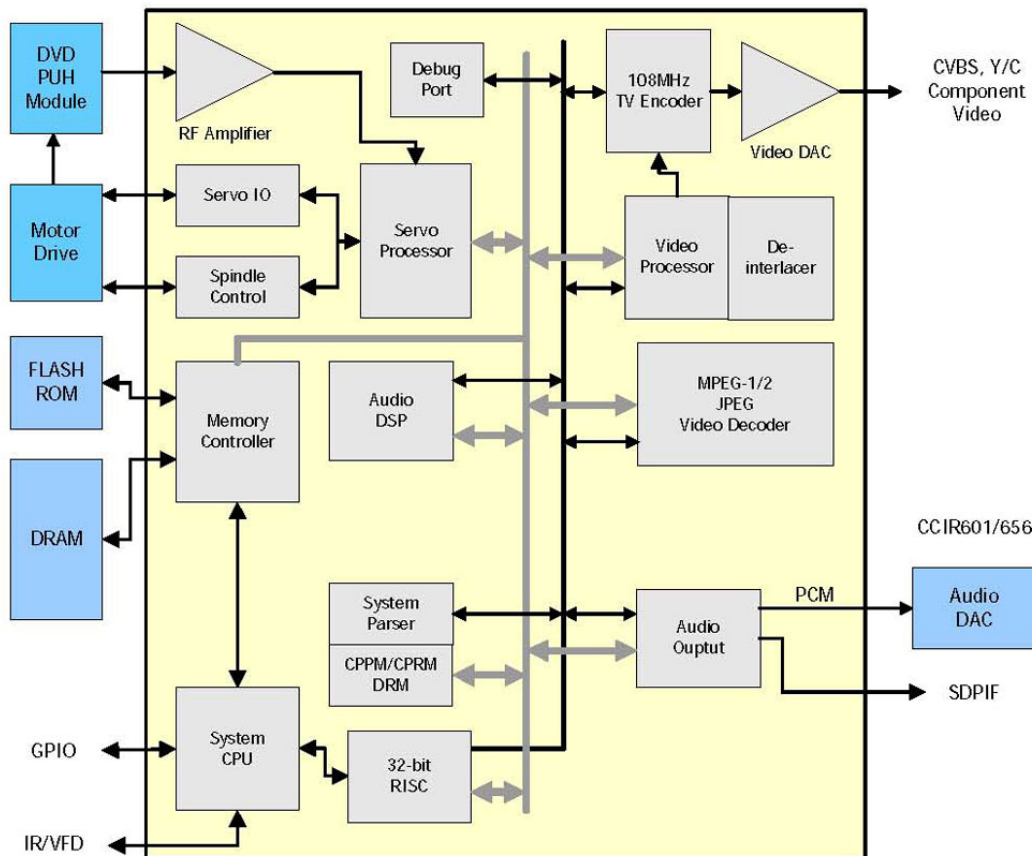 DVD
PUH
Module
RF Amplifier
Debug
Port
108MHz
TV Encoder
Video DAC
CVBS, Y/C
Component
Video
Motor
Drive
Servo IO
Spindle
Control
Servo
Processor
Video
Processor
De-
interlacer
FLASH
ROM
Memory
Controller
Audio
DSP
MPEG-1/2
JPEG
Video Decoder
DRAM
CCIR601/656
System
Parser
CPPM/CPRM
DRM
Audio
Ouptut
PCM
Audio
DAC
SDPIF
GPIO
System
CPU
32-bit
RISC
IR/VFD